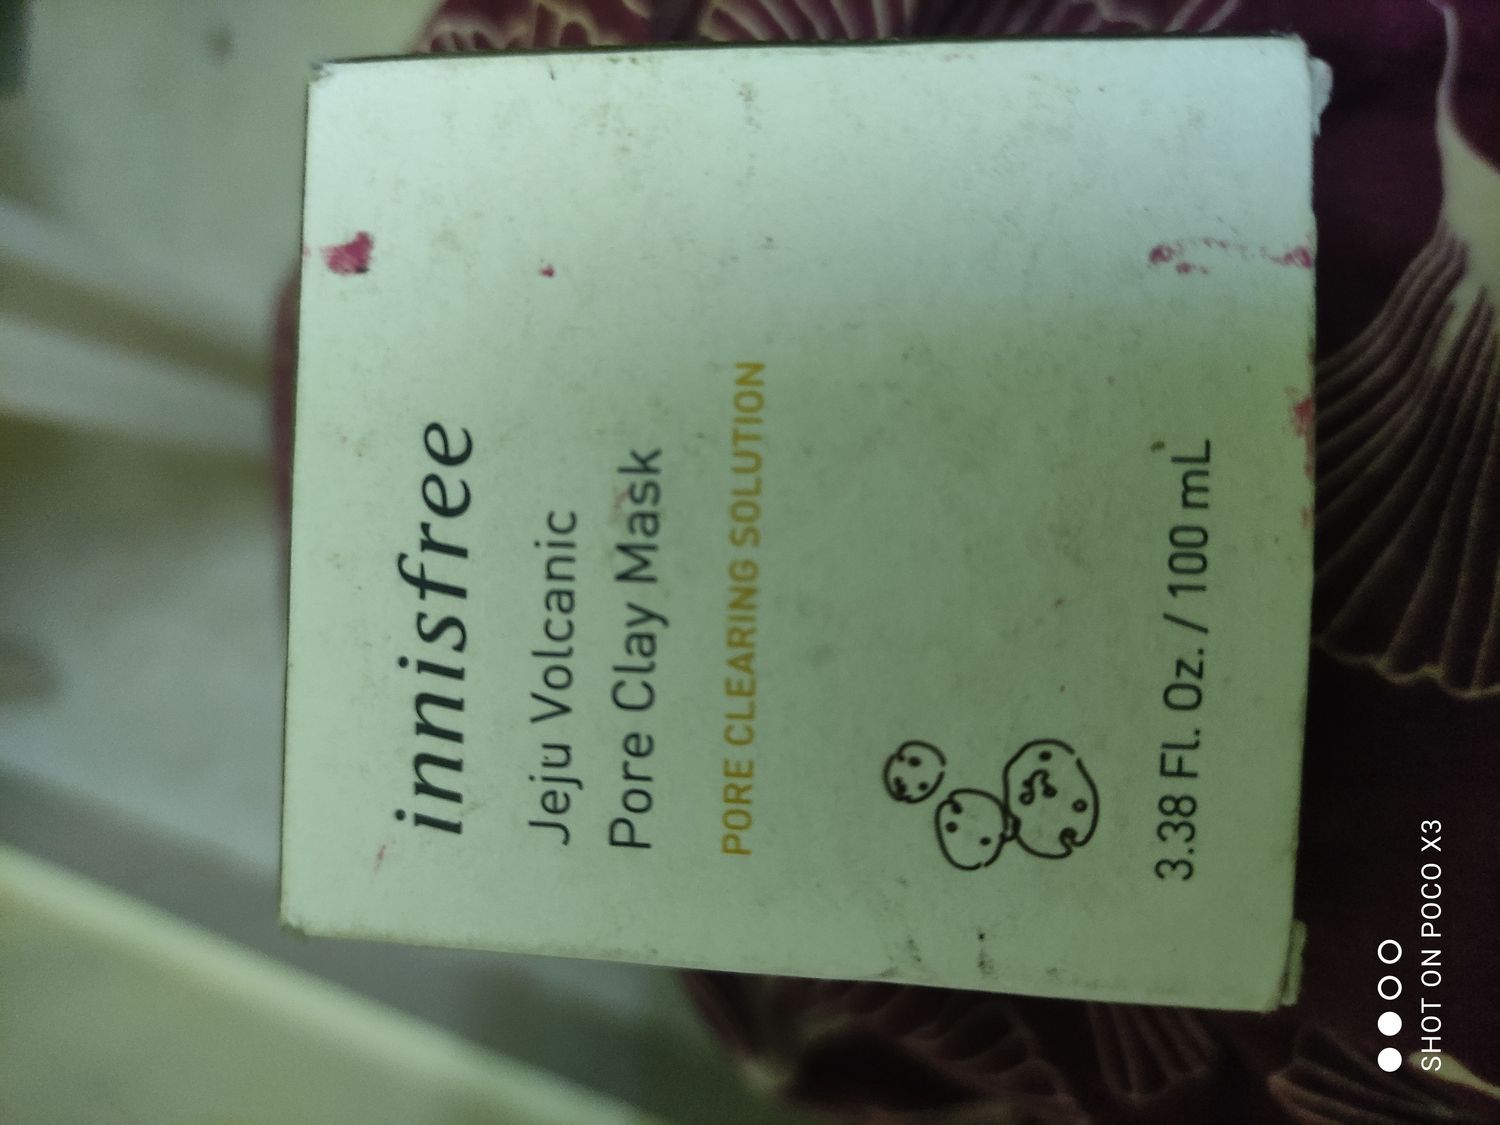 innisfree
Jeju Volcanic
Pore Clay Mask
PORE CLEARING SOLUTION
3.38 FL. Oz. / 100 mL
SHOT ON POCO X3